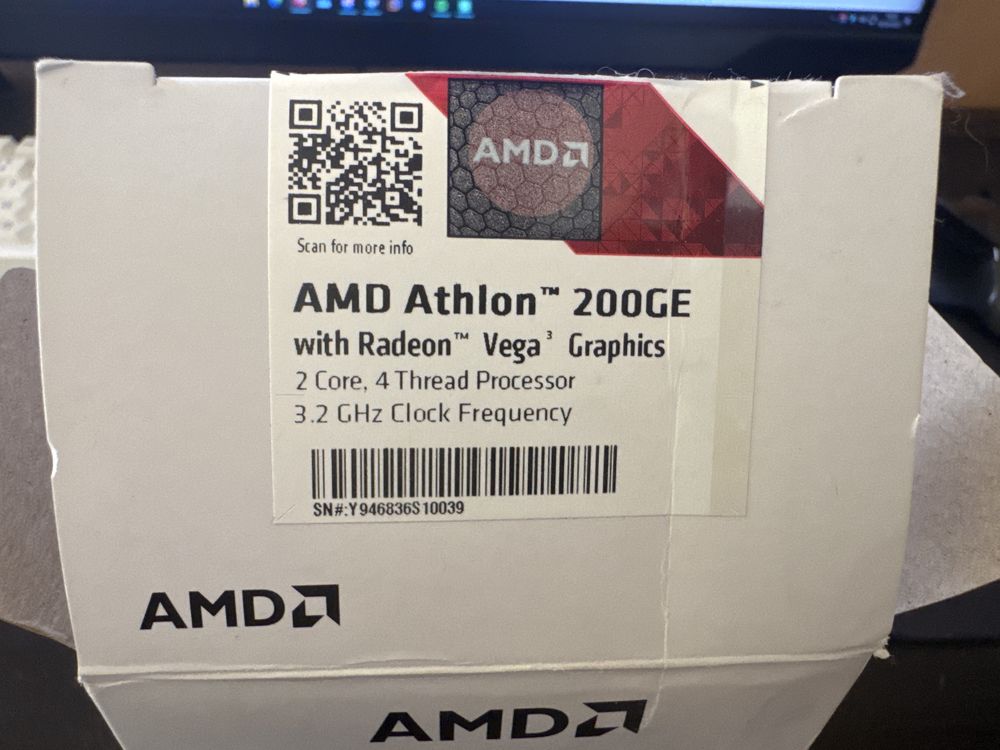 AMD
Scan for more info
AMD Athlon™ 200GE
with Radeon™ Vega³ Graphics
2 Core, 4 Thread Processor
3.2 GHz Clock Frequency
SN#:Y946836S10039
AMD
AMD